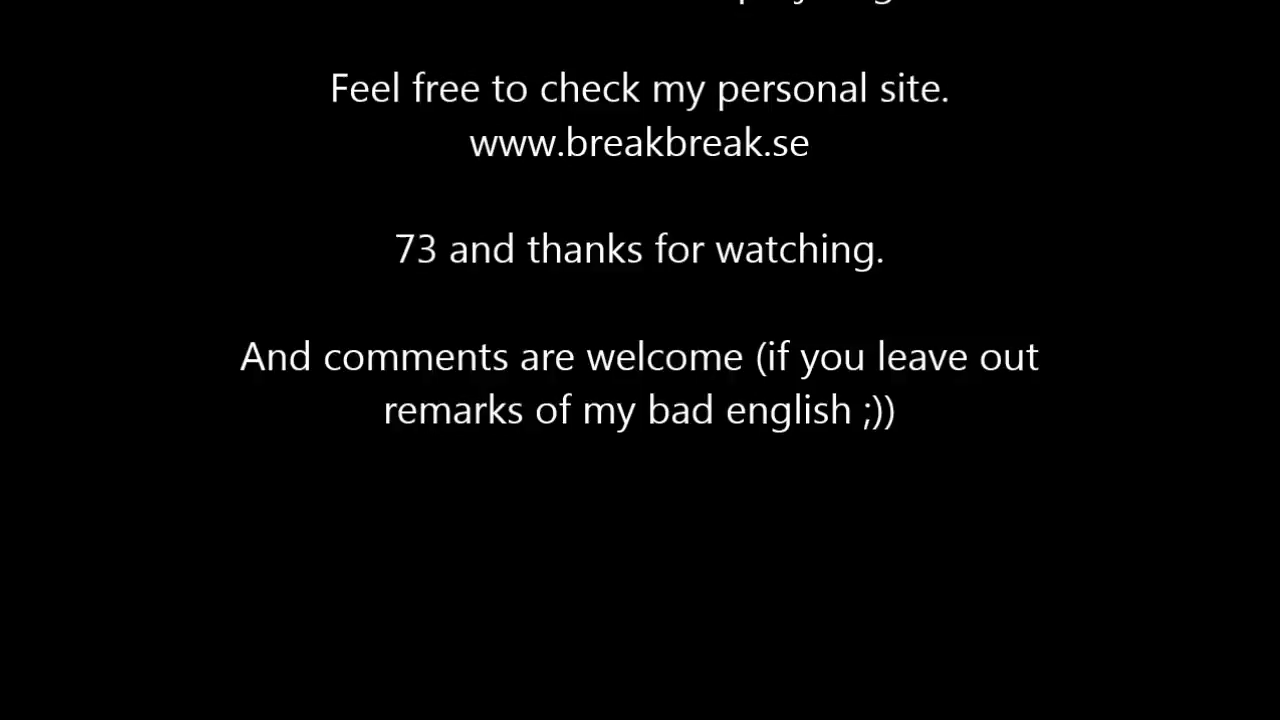 Feel free to check my personal site.
www.breakbreak.se
73 and thanks for watching.
And comments are welcome (if you leave out
remarks of my bad english ;))